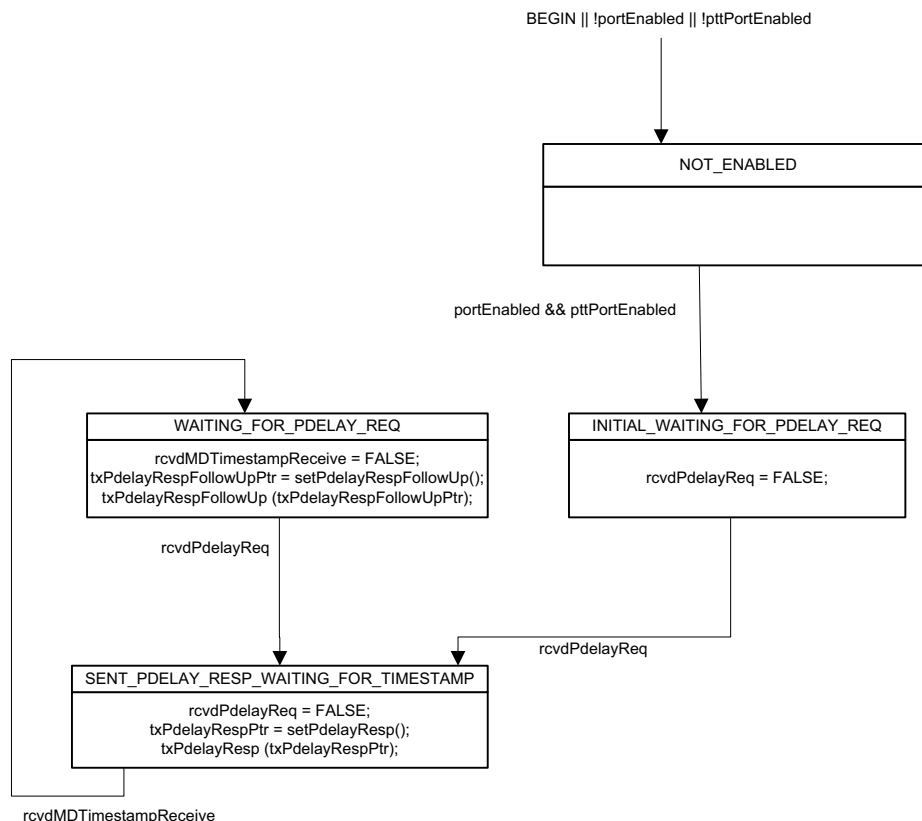 BEGIN || !portEnabled || !pttPortEnabled
NOT_ENABLED
portEnabled && pttPortEnabled
WAITING_FOR_PDELAY_REQ
rcvdMDTimestampReceive = FALSE;
txPdelayRespFollowUpPtr = setPdelayRespFollowUp();
txPdelayRespFollowUp (txPdelayRespFollowUpPtr);
INITIAL_WAITING_FOR_PDELAY_REQ
rcvdPdelayReq = FALSE;
rcvdPdelayReq
rcvdPdelayReq
SENT_PDELAY_RESP_WAITING_FOR_TIMESTAMP
rcvdPdelayReq = FALSE;
txPdelayRespPtr = setPdelayResp();
txPdelayResp (txPdelayRespPtr);
rcvdMDTimestampReceive